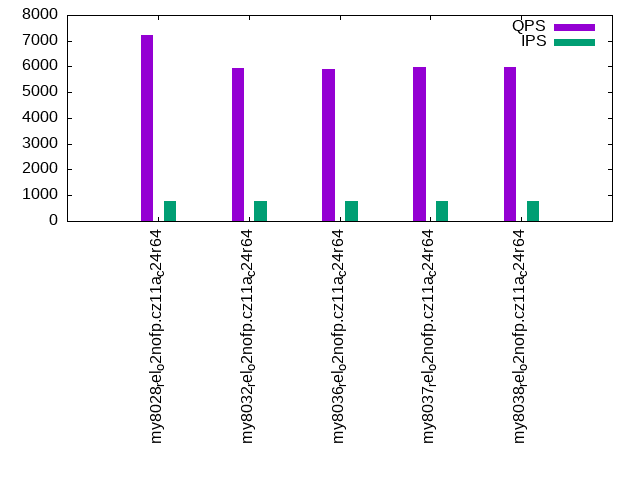 8000
7000
6000
5000
4000
3000
2000
1000
0
QPS
IPS
my8028relo2nofp.cz11ac24r64
my8032relo2nofp.cz11ac24r64
my8036relo2nofp.cz11ac24r64
my8037relo2nofp.cz11ac24r64
my8038relo2nofp.cz11ac24r64